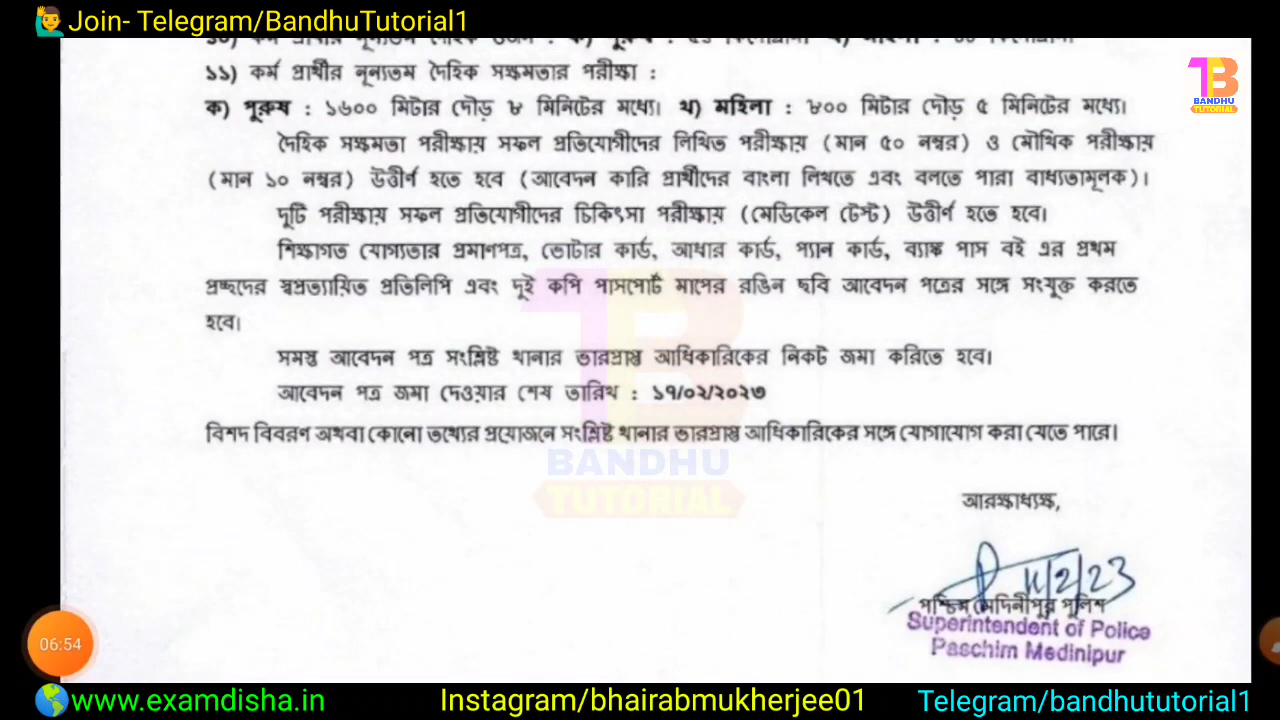 Join- Telegram/BandhuTutorial1
১১) কর্ম প্রার্থীর নূন্যতম দৈহিক সক্ষমতার পরীক্ষা :
ক) পুরুষ : ১৬০০ মিটার দৌড় ৮ মিনিটের মধ্যে। খ) মহিলা : ৮০০ মিটার দৌড় ৫ মিনিটের মধ্যে।
দৈহিক সক্ষমতা পরীক্ষায় সফল প্রতিযোগীদের লিখিত পরীক্ষায় (মান ৫০ নম্বর) ও মৌখিক পরীক্ষায়
(মান ১০ নম্বর) উত্তীর্ণ হতে হবে (আবেদন কারি প্রার্থীদের বাংলা লিখতে এবং বলতে পারা বাধ্যতামূলক)।
দুটি পরীক্ষায় সফল প্রতিযোগীদের চিকিৎসা পরীক্ষায় (মেডিকেল টেস্ট) উত্তীর্ণ হতে হবে।
শিক্ষাগত যোগ্যতার প্রমাণপত্র, ভোটার কার্ড, আধার কার্ড, প্যান কার্ড, ব্যাঙ্ক পাস বই এর প্রথম
প্রচ্ছদের স্বপ্রত্যায়িত প্রতিলিপি এবং দুই কপি পাসপোর্ট মাপের রঙিন ছবি আবেদন পত্রের সঙ্গে সংযুক্ত করতে
হবে।
সমস্ত আবেদন পত্র সংশ্লিষ্ট থানার ভারপ্রাপ্ত আধিকারিকের নিকট জমা করিতে হবে।
আবেদন পত্র জমা দেওয়ার শেষ তারিখ : ১৭/০২/২০২৩
বিশদ বিবরণ অথবা কোনো তথ্যের প্রয়োজনে সংশ্লিষ্ট থানার ভারপ্রাপ্ত আধিকারিকের সঙ্গে যোগাযোগ করা যেতে পারে।
আরক্ষাধ্যক্ষ,
11/2/23
পশ্চিম মেদিনীপুর পুলিশ
Superintendent of Police
Paschim Medinipur
BANDHU
TUTORIAL
BANDHU
TUTORIAL
06:54
www.examdisha.in
Instagram/bhairabmukherjee01
Telegram/bandhututorial1